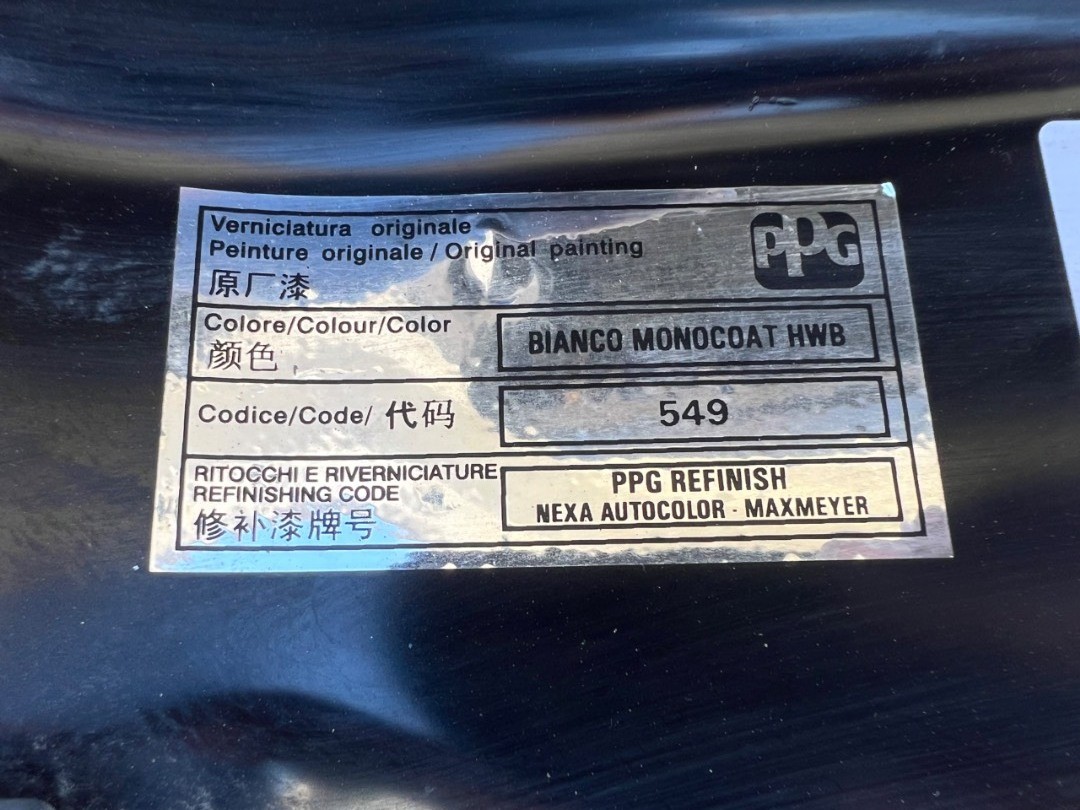 Verniciatura originale
Peinture originale / Original painting
原厂漆
PPG
Colore/Colour/Color
颜色
BIANCO MONOCOAT HWB
Codice/Code/ 代码
549
RITOCCHI E RIVERNICIATURE
REFINISHING CODE
修补漆牌号
PPG REFINISH
NEXA AUTOCOLOR - MAXMEYER